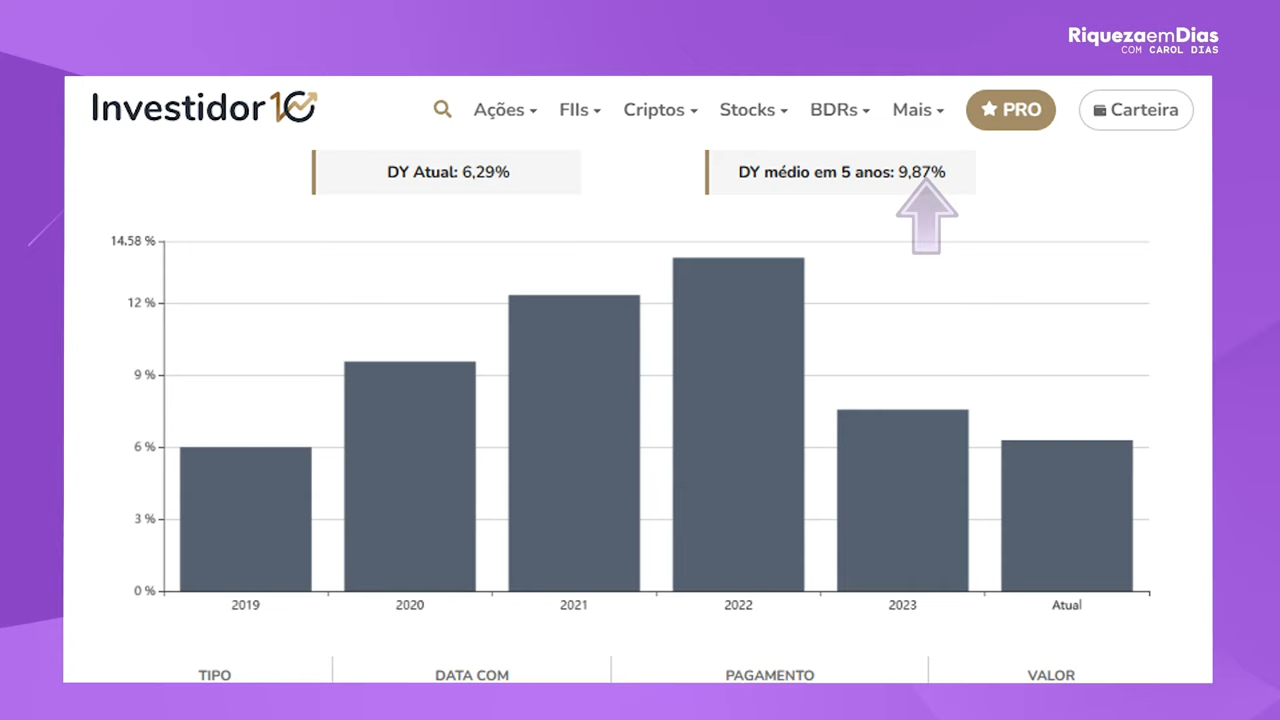 RiquezaemDias
COM CAROL DIAS
Investidor10
Ações
FIIs
Criptos
Stocks
BDRs
Mais
PRO
Carteira
DY Atual: 6,29%
DY médio em 5 anos: 9,87%
14.58 %
12 %
9 %
6 %
3 %
0 %
2019
2020
2021
2022
2023
Atual
TIPO
DATA COM
PAGAMENTO
VALOR